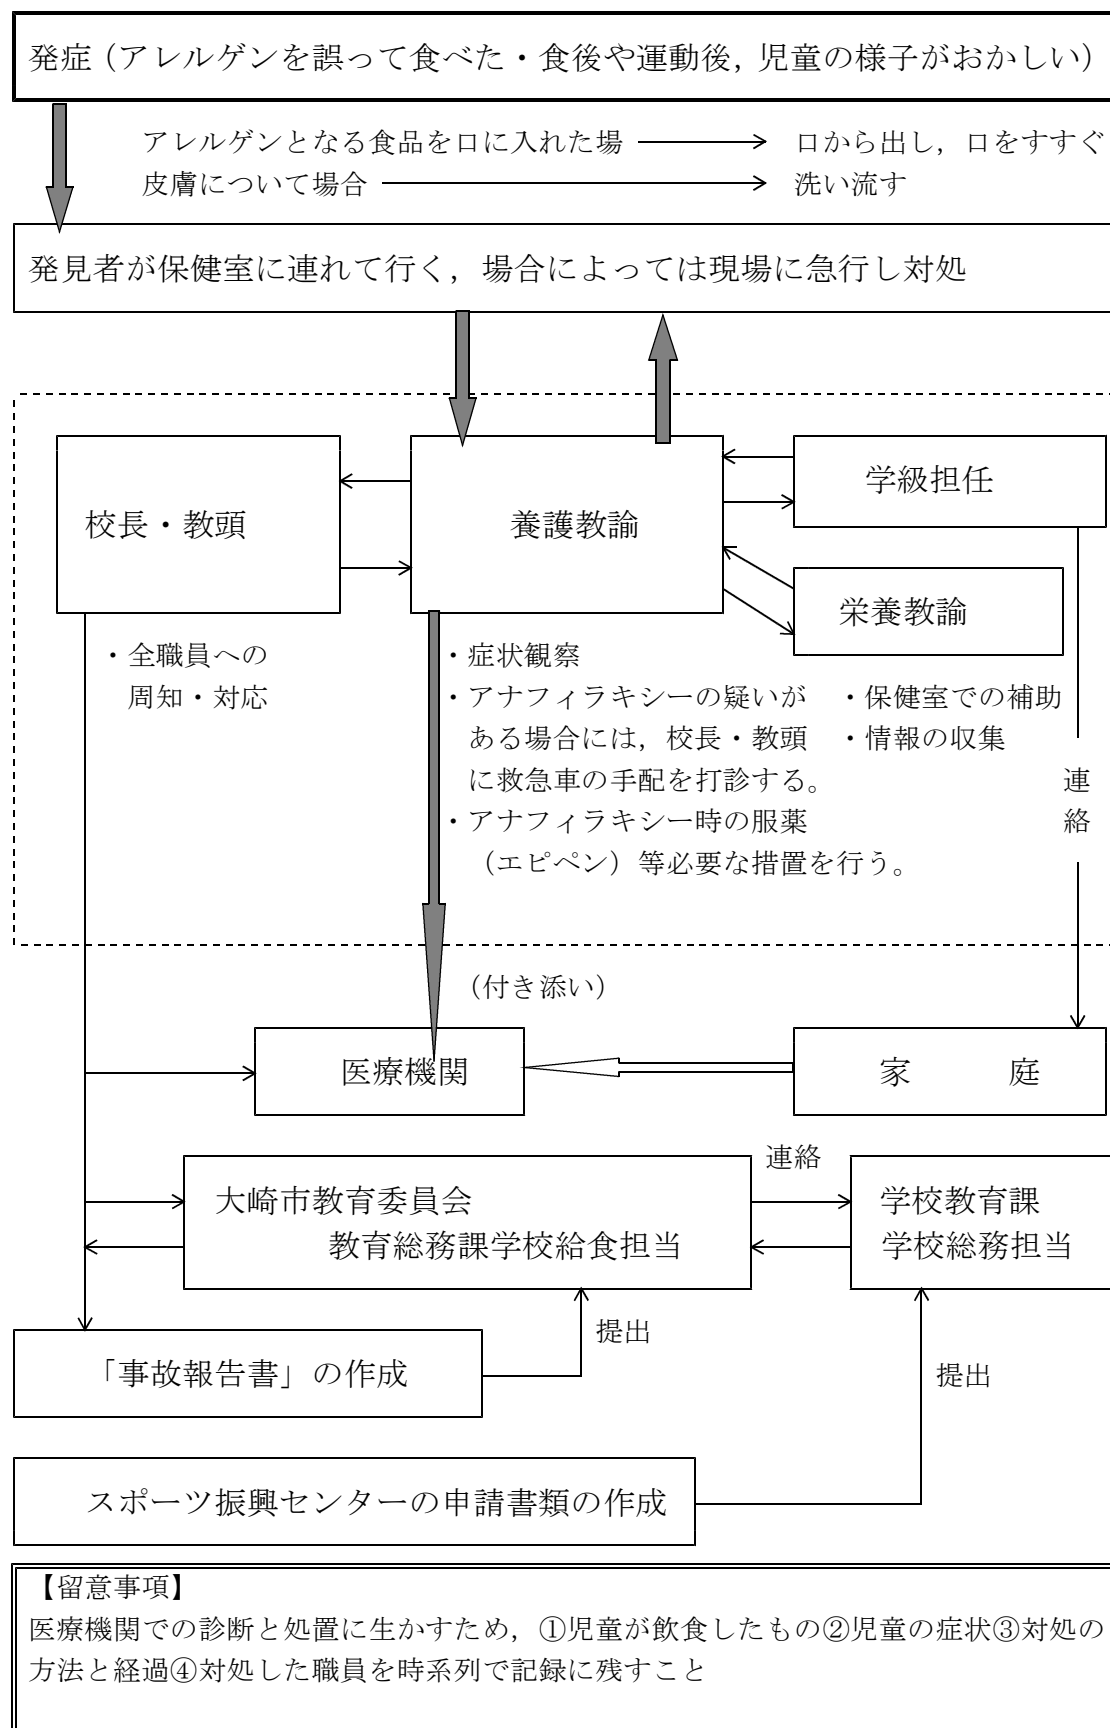 発症（アレルゲンを誤って食べた・食後や運動後，児童の様子がおかしい）
アレルゲンとなる食品を口に入れた場　口から出し，口をすすぐ
皮膚について場合　洗い流す
発見者が保健室に連れて行く，場合によっては現場に急行し対処
校長・教頭
養護教諭
学級担任
栄養教諭
・全職員への
周知・対応
・症状観察
・アナフィラキシーの疑いが
ある場合には，校長・教頭
に救急車の手配を打診する。
・アナフィラキシー時の服薬
（エピペン）等必要な措置を行う。
・保健室での補助
・情報の収集
連
絡
（付き添い）
医療機関
家　　庭
大崎市教育委員会
教育総務課学校給食担当
連絡
学校教育課
学校総務担当
「事故報告書」の作成
提出
提出
スポーツ振興センターの申請書類の作成
【留意事項】
医療機関での診断と処置に生かすため，①児童が飲食したもの②児童の症状③対処の
方法と経過④対処した職員を時系列で記録に残すこと